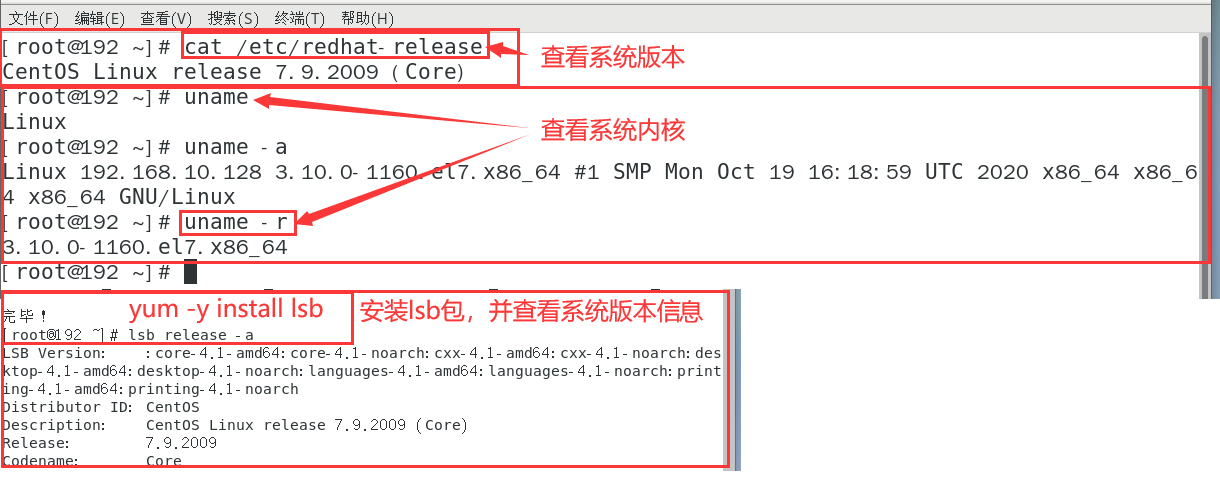 文件(F) 编辑(E) 查看(V) 搜索(S) 终端(T) 帮助(H)
[root@192 ~]# cat /etc/redhat-release
查看系统版本
CentOS Linux release 7.9.2009 (Core)
[root@192 ~]# uname
Linux
查看系统内核
[root@192 ~]# uname -a
Linux 192.168.10.128 3.10.0-1160.el7.x86_64 #1 SMP Mon Oct 19 16:18:59 UTC 2020 x86_64 x86_6
4 x86_64 GNU/Linux
[root@192 ~]# uname -r
3.10.0-1160.el7.x86_64
[root@192 ~]#
yum -y install lsb
安装lsb包，并查看系统版本信息
完毕！
[root@192 ~]# lsb_release -a
LSB Version: :core-4.1-amd64:core-4.1-noarch:cxx-4.1-amd64:cxx-4.1-noarch:des
ktop-4.1-amd64:desktop-4.1-noarch:languages-4.1-amd64:languages-4.1-noarch:print
ing-4.1-amd64:printing-4.1-noarch
Distributor ID: CentOS
Description: CentOS Linux release 7.9.2009 (Core)
Release: 7.9.2009
Codename: Core